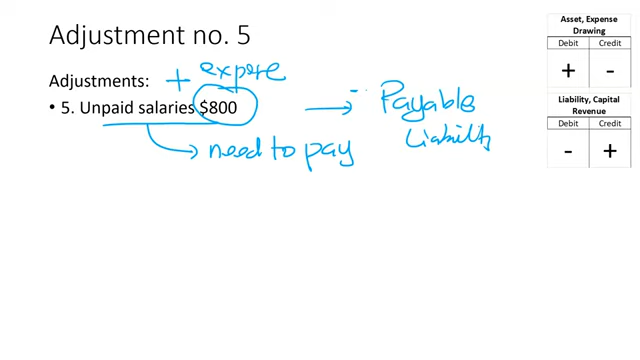 Adjustment no. 5
Adjustments:
+ expense
• 5. Unpaid salaries $800
→ Payable
Liability
→ need to pay
Asset, Expense
Drawing
Debit Credit
+ -
Liability, Capital
Revenue
Debit Credit
- +